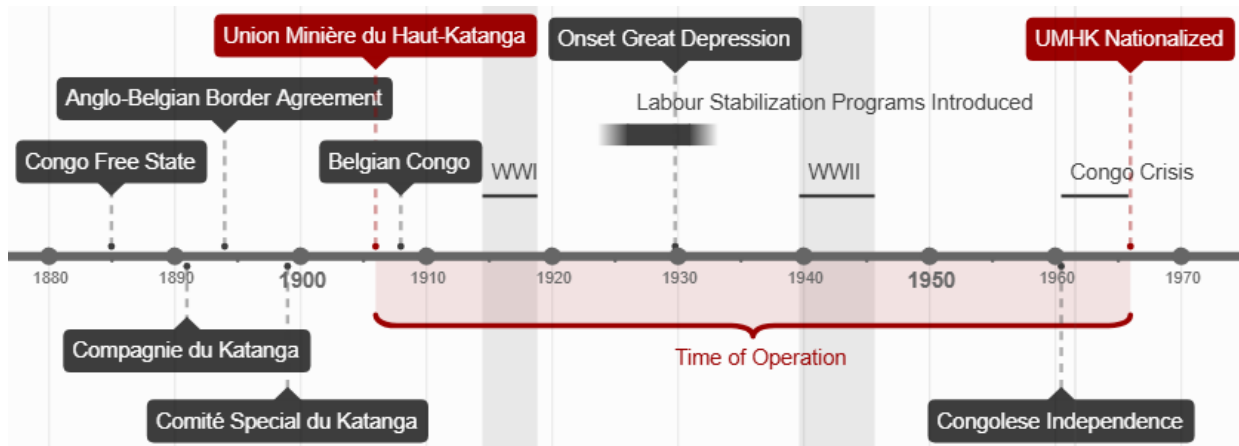 Union Minière du Haut-Katanga
Onset Great Depression
UMHK Nationalized
Anglo-Belgian Border Agreement
Labour Stabilization Programs Introduced
Congo Free State
Belgian Congo
WWI
WWII
Congo Crisis
1880
1890
1900
1910
1920
1930
1940
1950
1960
1970
Compagnie du Katanga
Time of Operation
Comité Special du Katanga
Congolese Independence